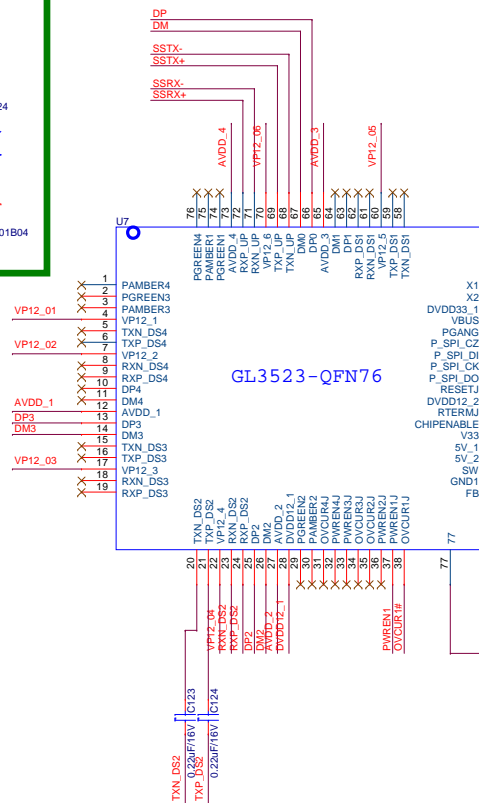 24
01B04
DP
DM
SSTX-
SSTX+
SSRX-
SSRX+
AVDD_4
VP12_06
AVDD_3
VP12_05
76
75
74
73
72
71
70
69
68
67
66
65
64
63
62
61
60
59
58
U7
PGREEN4
PAMBER1
PGREEN1
AVDD_4
RXP_UP
RXN_UP
VP12_6
TXP_UP
TXN_UP
DM0
DP0
AVDD_3
DM1
DP1
RXP_DS1
RXN_DS1
VP12_5
TXP_DS1
TXN_DS1
1 PAMBER4
2 PGREEN3
3 PAMBER3
VP12_01 4 VP12_1
5 TXN_DS4
6 TXP_DS4
VP12_02 7 VP12_2
8 RXN_DS4
9 RXP_DS4
10 DP4
11 DM4
AVDD_1 12 AVDD_1
DP3 13 DP3
DM3 14 DM3
15 TXN_DS3
16 TXP_DS3
VP12_03 17 VP12_3
18 RXN_DS3
19 RXP_DS3
GL3523-QFN76
X1
X2
DVDD33_1
VBUS
PGANG
P_SPI_CZ
P_SPI_DI
P_SPI_CK
P_SPI_DO
RESETJ
DVDD12_2
RTERMJ
CHIPENABLE
V33
5V_1
5V_2
SW
GND1
FB
TXN_DS2
TXP_DS2
VP12_4
RXN_DS2
RXP_DS2
DP2
DM2
AVDD_2
DVDD12_1
PGREEN2
PAMBER2
OVCUR4J
PWREN4J
PWREN3J
OVCUR3J
OVCUR2J
PWREN2J
PWREN1J
OVCUR1J
77
20
21
22
23
24
25
26
27
28
29
30
31
32
33
34
35
36
37
38
77
VP12_04
RXN_DS2
RXP_DS2
DP2
DM2
AVDD_2
DVDD12_1
PWREN1
OVCUR1#
C123
0.22uF/16V
C124
0.22uF/16V
TXN_DS2
TXP_DS2